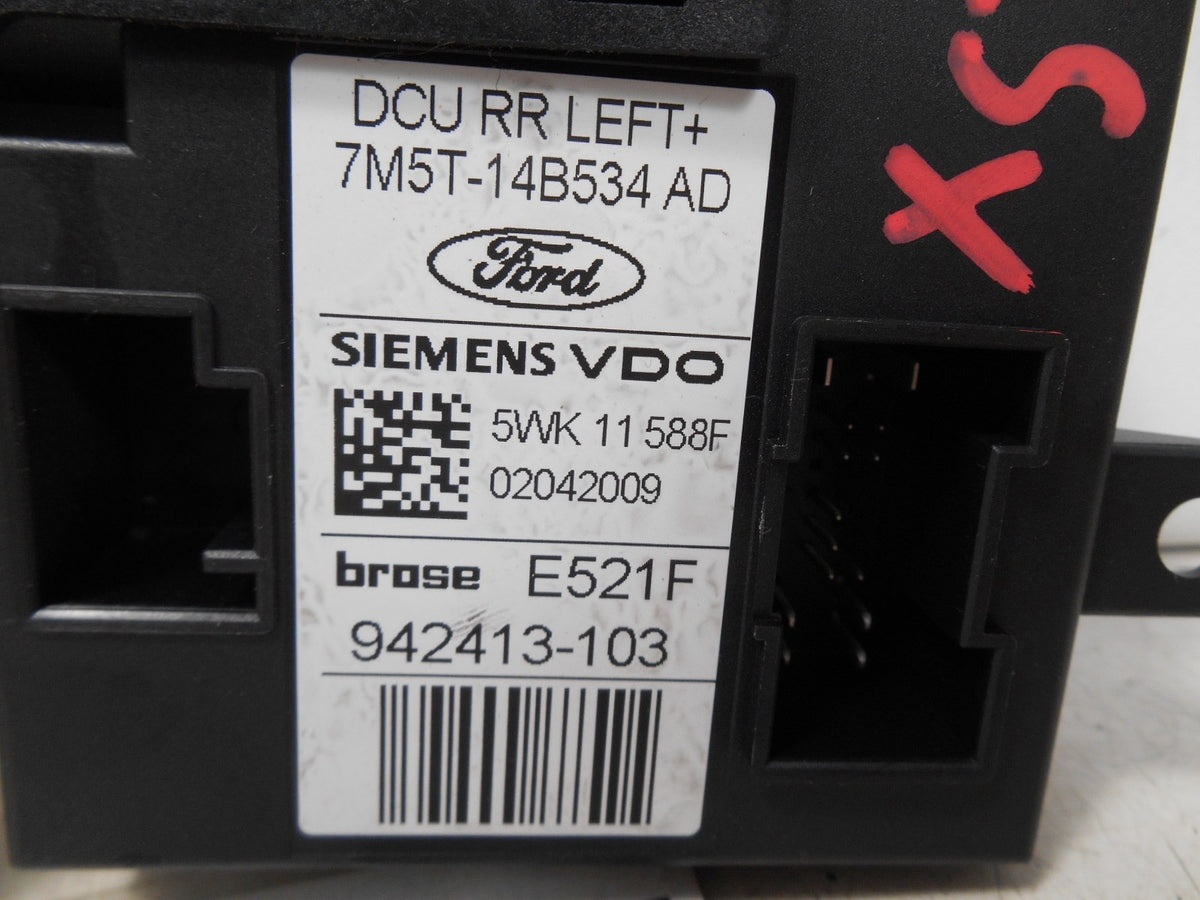 DCU RR LEFT+
7M5T-14B534 AD
Ford
SIEMENS VDO
5WK 11 588F
02042009
brose E521F
942413-103